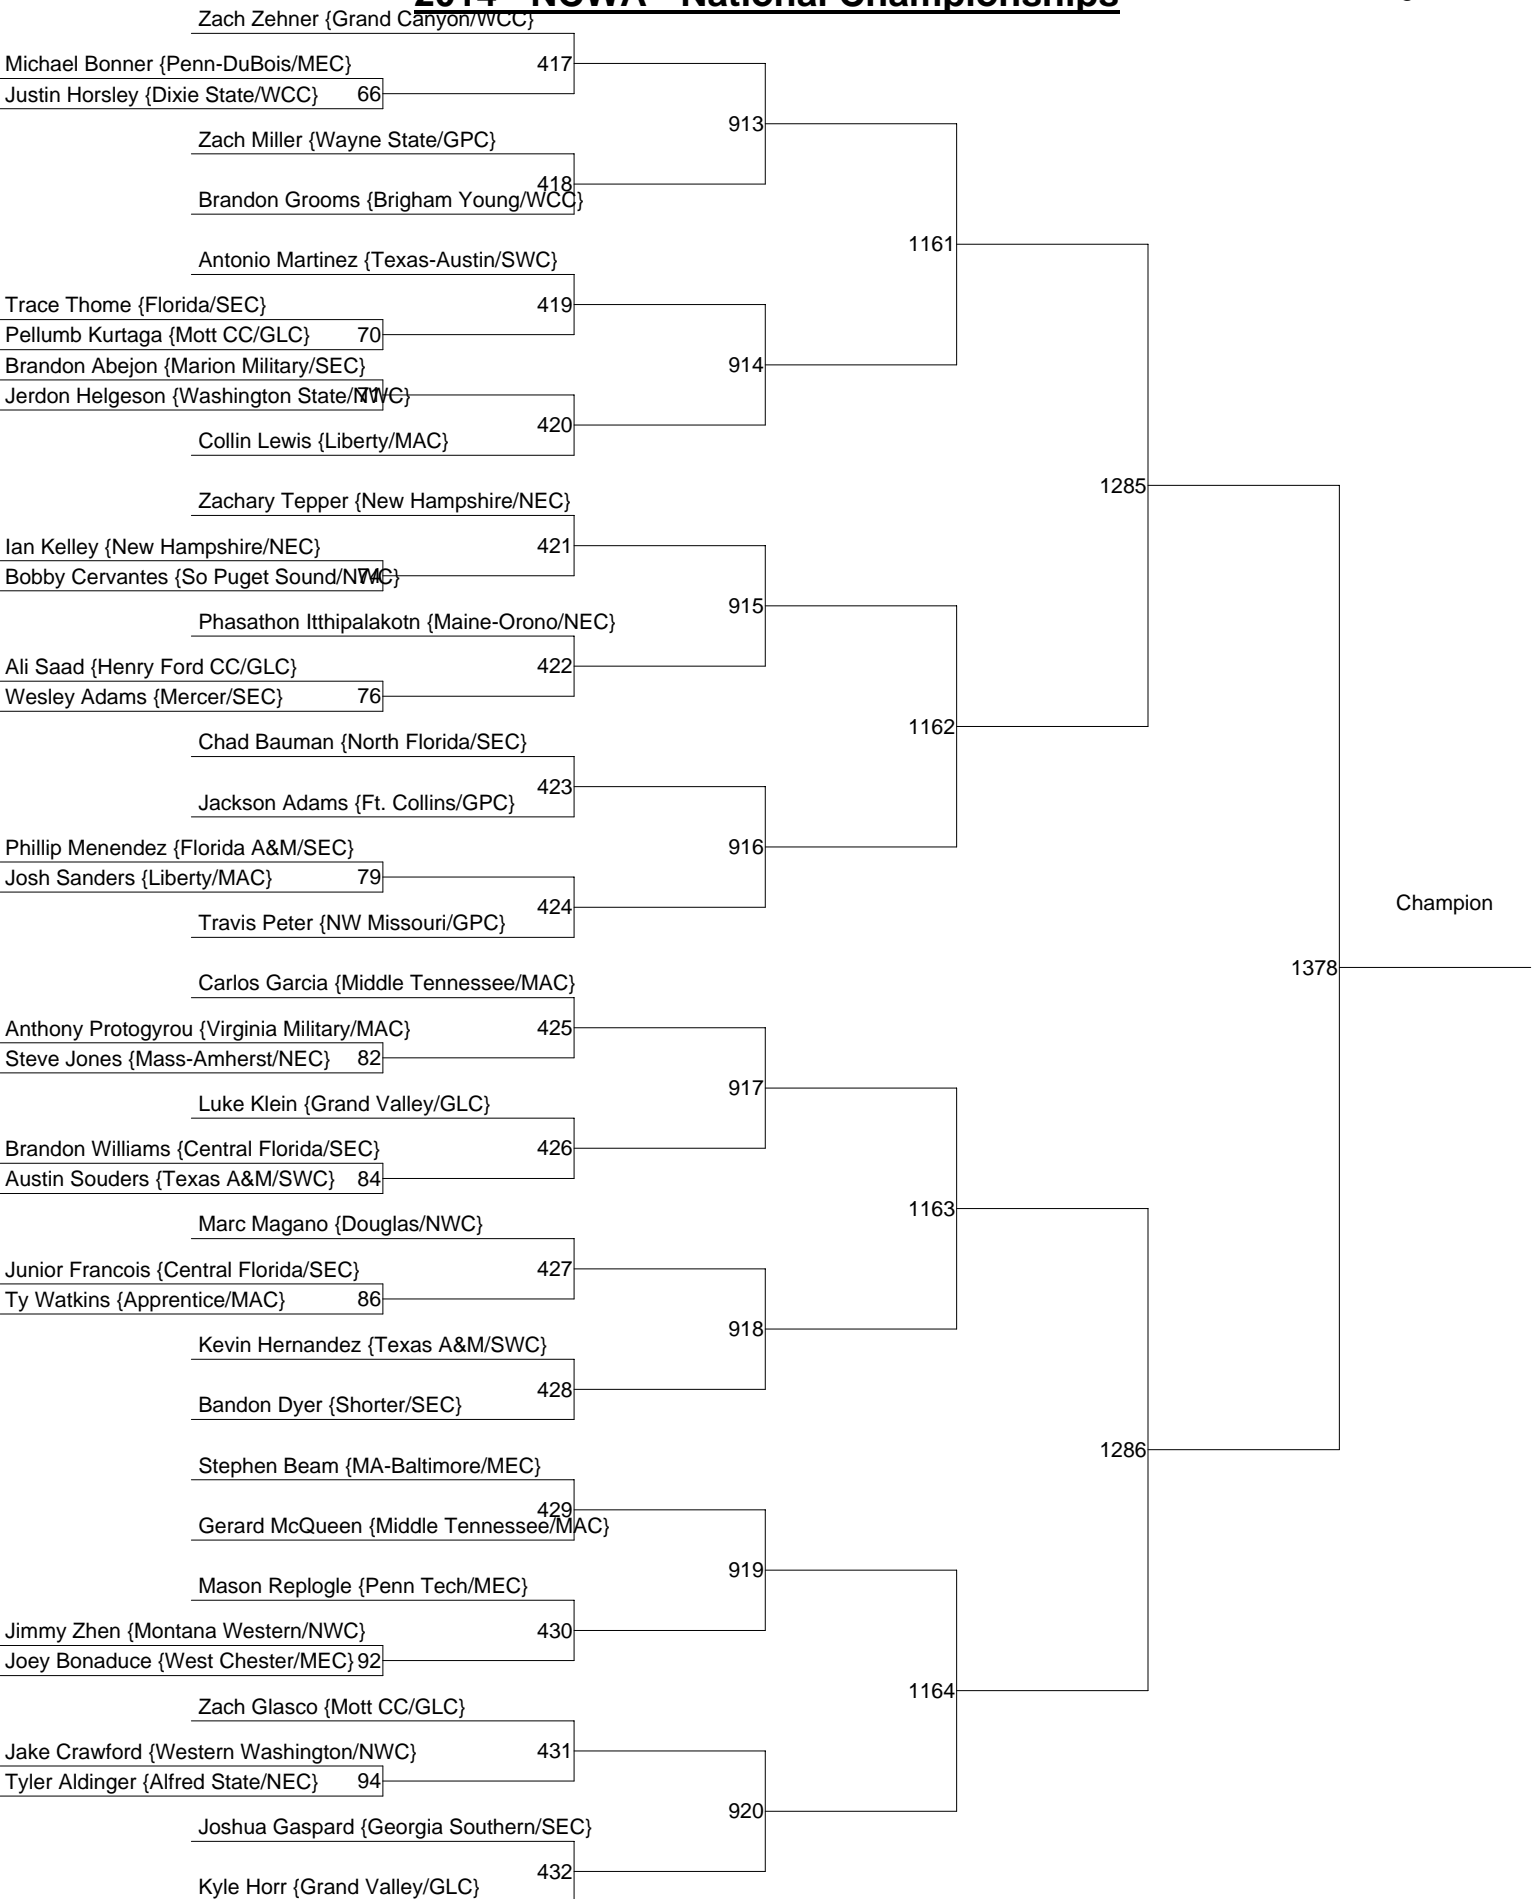 2014 - NCWA - National Championships
Zach Zehner {Grand Canyon/WCC}
Michael Bonner {Penn-DuBois/MEC}
417
Justin Horsley {Dixie State/WCC}
66
913
Zach Miller {Wayne State/GPC}
418
Brandon Grooms {Brigham Young/WCC}
1161
Antonio Martinez {Texas-Austin/SWC}
Trace Thome {Florida/SEC}
419
Pellumb Kurtaga {Mott CC/GLC}
70
Brandon Abejon {Marion Military/SEC}
914
Jerdon Helgeson {Washington State/NWC}
71
420
Collin Lewis {Liberty/MAC}
1285
Zachary Tepper {New Hampshire/NEC}
Ian Kelley {New Hampshire/NEC}
421
Bobby Cervantes {So Puget Sound/NWC}
74
915
Phasathon Itthipalakotn {Maine-Orono/NEC}
Ali Saad {Henry Ford CC/GLC}
422
Wesley Adams {Mercer/SEC}
76
1162
Chad Bauman {North Florida/SEC}
423
Jackson Adams {Ft. Collins/GPC}
Phillip Menendez {Florida A&M/SEC}
916
Josh Sanders {Liberty/MAC}
79
424
Champion
Travis Peter {NW Missouri/GPC}
1378
Carlos Garcia {Middle Tennessee/MAC}
Anthony Protogyrou {Virginia Military/MAC}
425
Steve Jones {Mass-Amherst/NEC}
82
917
Luke Klein {Grand Valley/GLC}
Brandon Williams {Central Florida/SEC}
426
Austin Souders {Texas A&M/SWC}
84
1163
Marc Magano {Douglas/NWC}
Junior Francois {Central Florida/SEC}
427
Ty Watkins {Apprentice/MAC}
86
918
Kevin Hernandez {Texas A&M/SWC}
428
Bandon Dyer {Shorter/SEC}
1286
Stephen Beam {MA-Baltimore/MEC}
429
Gerard McQueen {Middle Tennessee/MAC}
919
Mason Replogle {Penn Tech/MEC}
Jimmy Zhen {Montana Western/NWC}
430
Joey Bonaduce {West Chester/MEC}
92
1164
Zach Glasco {Mott CC/GLC}
Jake Crawford {Western Washington/NWC}
431
Tyler Aldinger {Alfred State/NEC}
94
920
Joshua Gaspard {Georgia Southern/SEC}
432
Kyle Horr {Grand Valley/GLC}